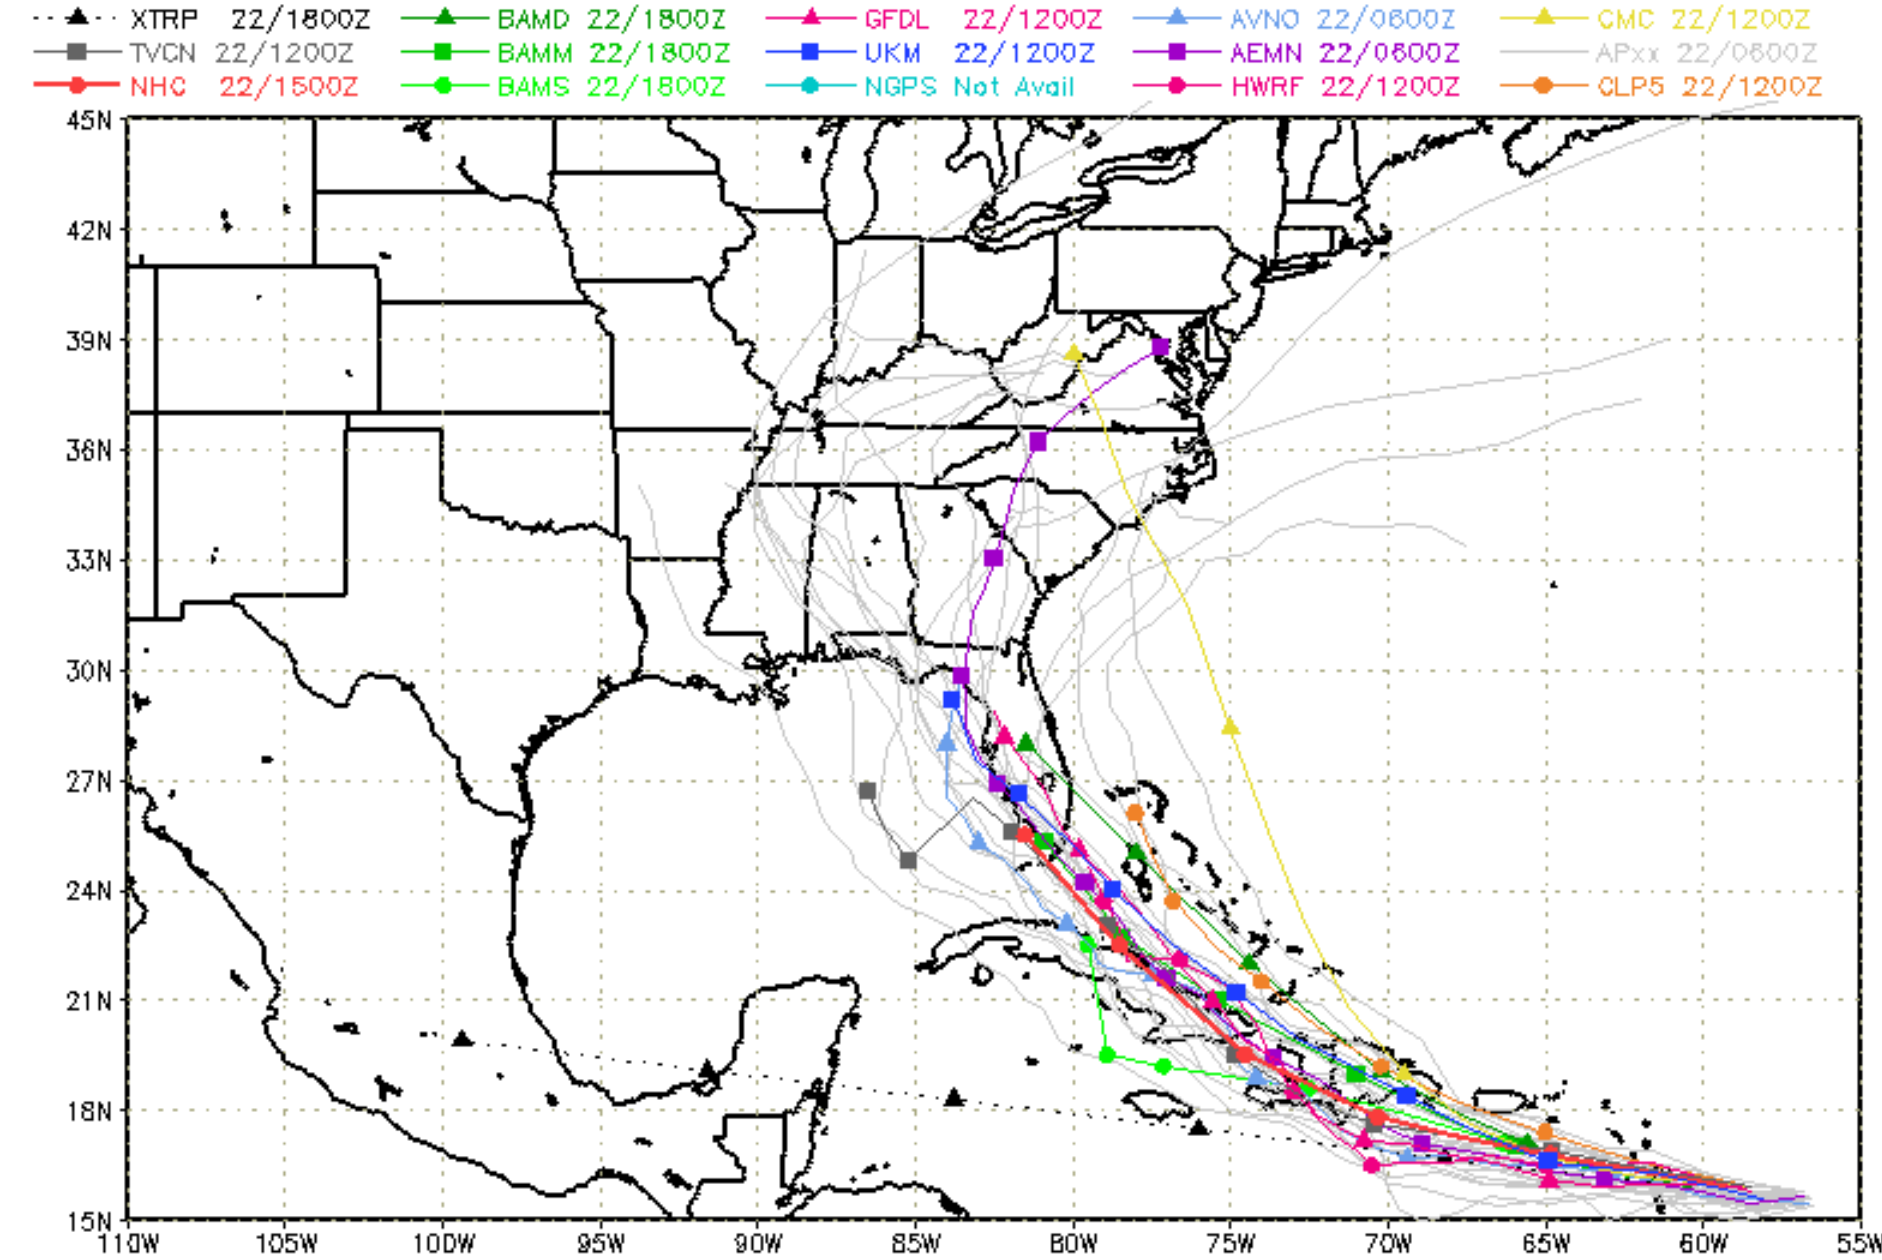 XTRP 22/1800Z BAMD 22/1800Z GFDL 22/1200Z AVNO 22/0600Z CMC 22/1200Z
TVCN 22/1200Z BAMM 22/1800Z UKM 22/1200Z AEMN 22/0600Z APxx 22/0600Z
NHC 22/1500Z BAMS 22/1800Z NGPS Not Avail HWRF 22/1200Z CLP5 22/1200Z
45N
42N
39N
36N
33N
30N
27N
24N
21N
18N
15N
110W 105W 100W 95W 90W 85W 80W 75W 70W 65W 60W 55W